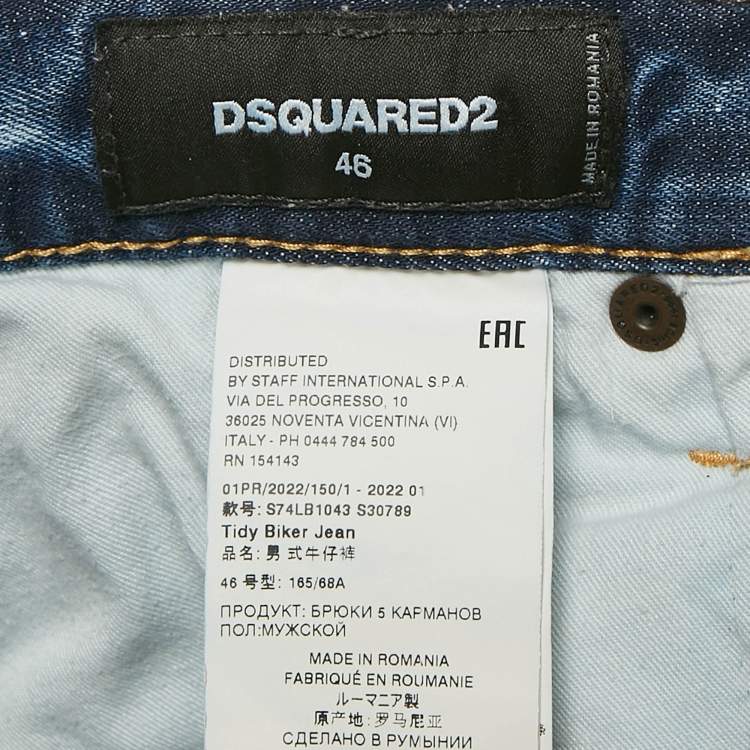 DSQUARED2
46
MADE IN ROMANIA
EAC
DISTRIBUTED
BY STAFF INTERNATIONAL S.P.A.
VIA DEL PROGRESSO, 10
36025 NOVENTA VICENTINA (VI)
ITALY - PH 0444 784 500
RN 154143
01PR/2022/150/1 - 2022 01
款号: S74LB1043 S30789
Tidy Biker Jean
品名: 男式牛仔裤
46 号型: 165/68A
ПРОДУКТ: БРЮКИ 5 КАРМАНОВ
ПОЛ:МУЖСКОЙ
MADE IN ROMANIA
FABRIQUÉ EN ROUMANIE
ルーマニア製
原产地: 罗马尼亚
СДЕЛАНО В РУМЫНИИ